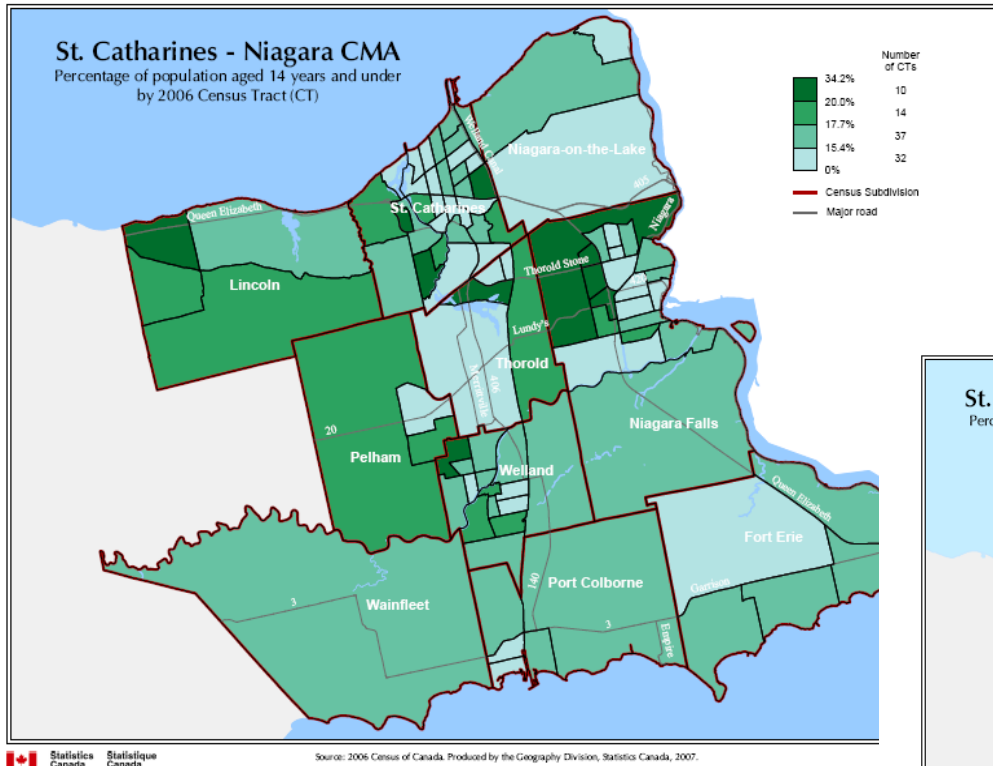 St. Catharines - Niagara CMA
Percentage of population aged 14 years and under
by 2006 Census Tract (CT)
Number
of CTs
34.2%
10
20.0%
14
17.7%
37
15.4%
32
0%
Census Subdivision
Major road
Welland Canal
Niagara-on-the-Lake
405
Queen Elizabeth
St. Catharines
Niagara
Lincoln
Thorold Stone
420
Lundy's
Thorold
Merritville
406
20
Pelham
Niagara Falls
Welland
Queen Elizabeth
Fort Erie
140
Port Colborne
Garrison
3
Wainfleet
3
Empire
St.
Perc
Statistics Statistique
Canada Canada
Source: 2006 Census of Canada. Produced by the Geography Division, Statistics Canada, 2007.